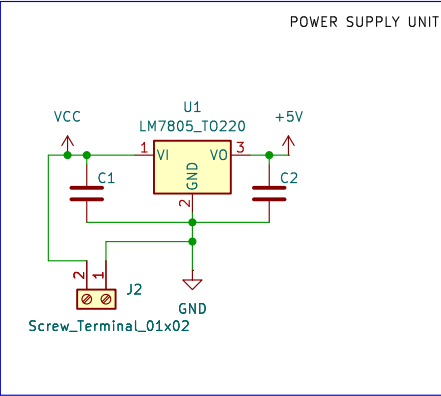 POWER SUPPLY UNIT
U1
VCC
LM7805_TO220
+5V
1
VI
VO
3
GND
2
C1
C2
2
1
J2
GND
Screw_Terminal_01x02